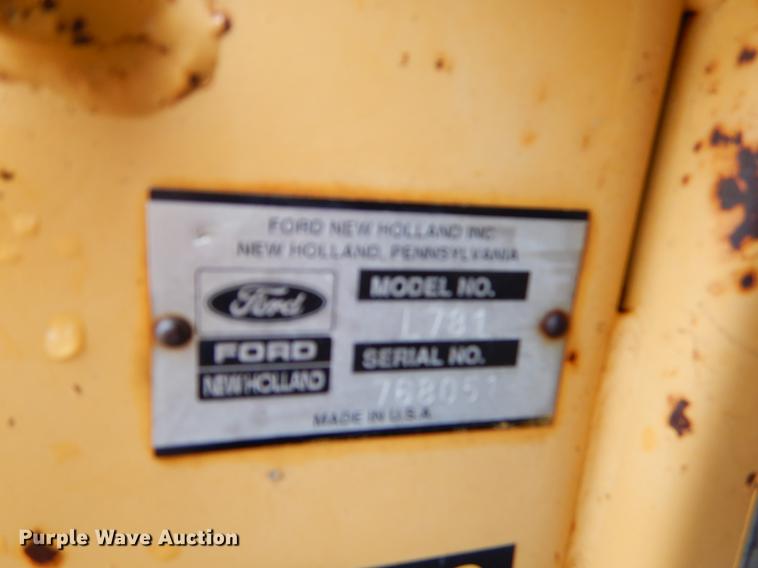 FORD NEW HOLLAND INC
NEW HOLLAND, PENNSYLVANIA
Ford
MODEL NO.
L781
FORD
NEW HOLLAND
SERIAL NO.
MADE IN U.S.A.
Purple Wave Auction